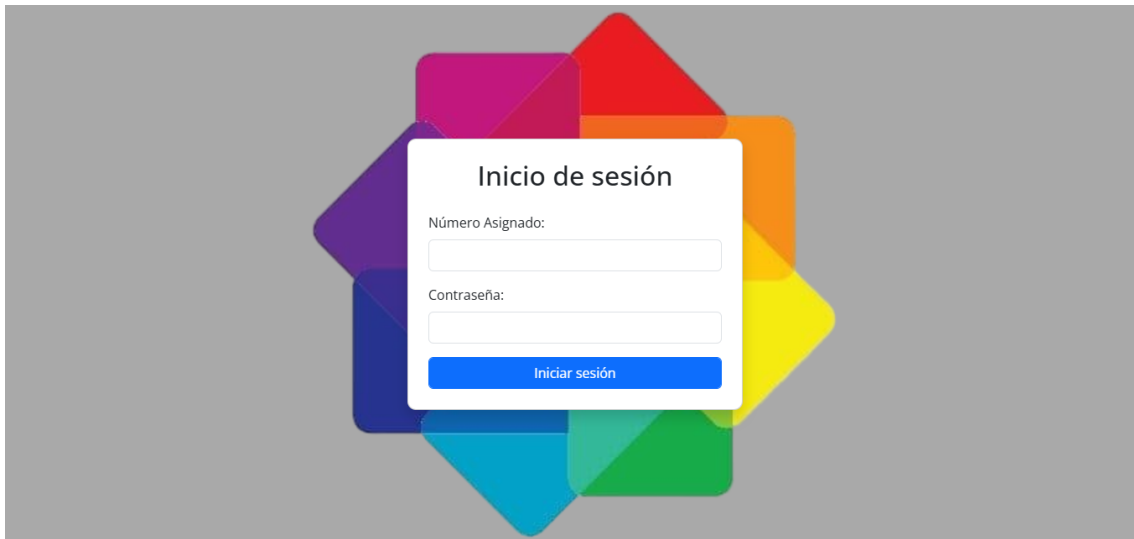 Inicio de sesión
Número Asignado:
Contraseña:
Iniciar sesión